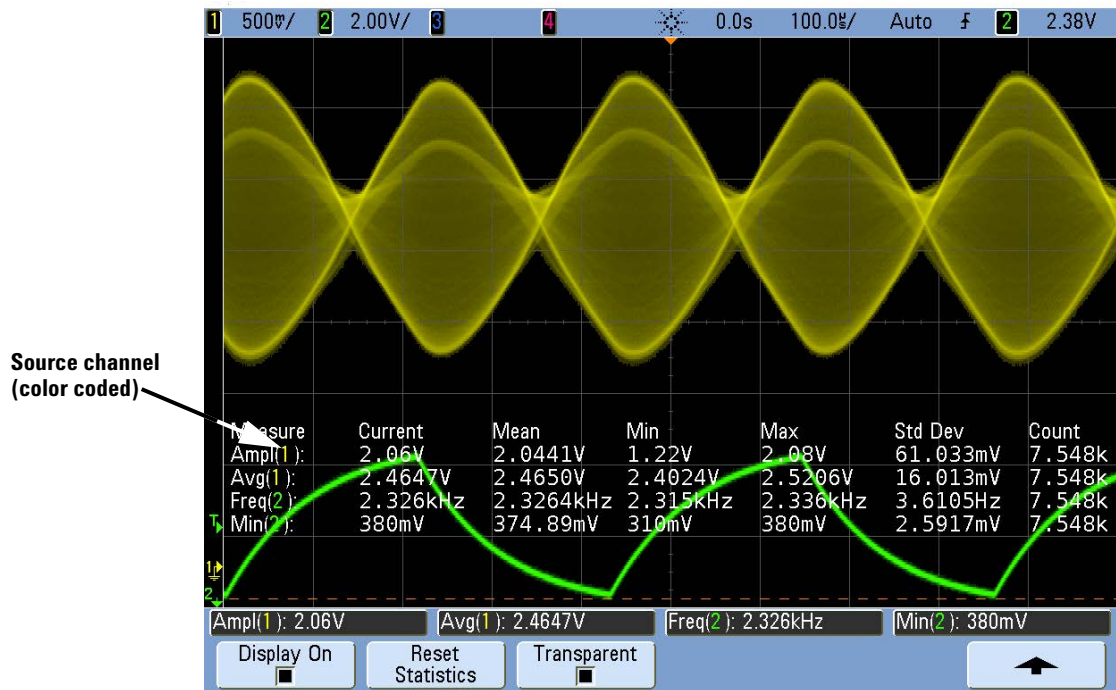 1 500mV/ 2 2.00V/ 3 4 0.0s 100.0µs/ Auto 2 2.38V
Source channel
(color coded)
Measure Current Mean Min Max Std Dev Count
Ampl(1): 2.06V 2.0441V 1.22V 2.08V 61.033mV 7.548k
Avg(1): 2.4647V 2.4650V 2.4024V 2.5206V 16.013mV 7.548k
Freq(2): 2.326kHz 2.3264kHz 2.315kHz 2.336kHz 3.6105Hz 7.548k
T
Min(2): 380mV 374.89mV 310mV 380mV 2.5917mV 7.548k
1
2
Ampl(1): 2.06V Avg(1): 2.4647V Freq(2): 2.326kHz Min(2): 380mV
Display On Reset Statistics Transparent